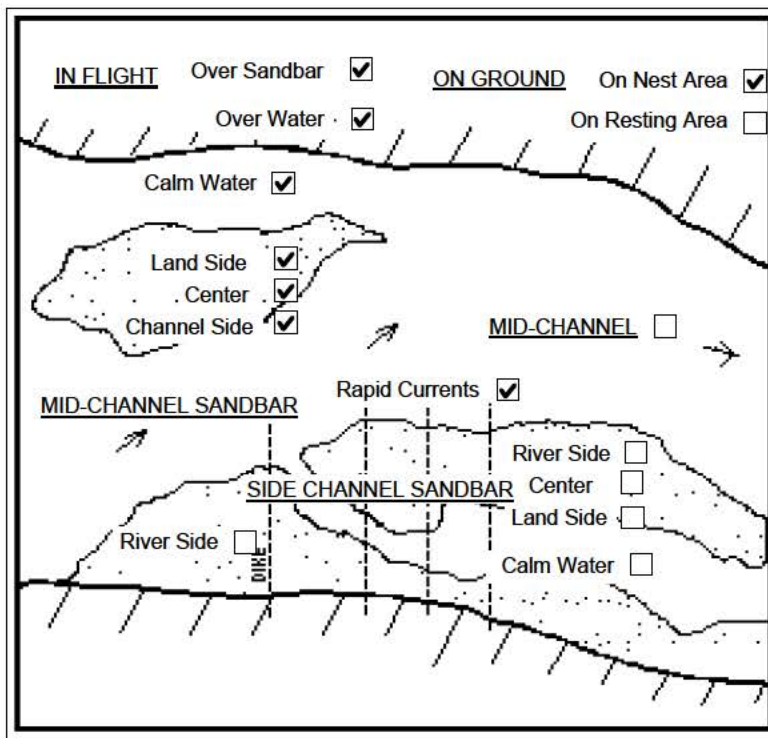 IN FLIGHT Over Sandbar ON GROUND On Nest Area
Over Water On Resting Area
Calm Water
Land Side
Center
Channel Side
MID-CHANNEL
Rapid Currents
MID-CHANNEL SANDBAR
River Side
SIDE CHANNEL SANDBAR Center
Land Side
River Side
DIKE
Calm Water